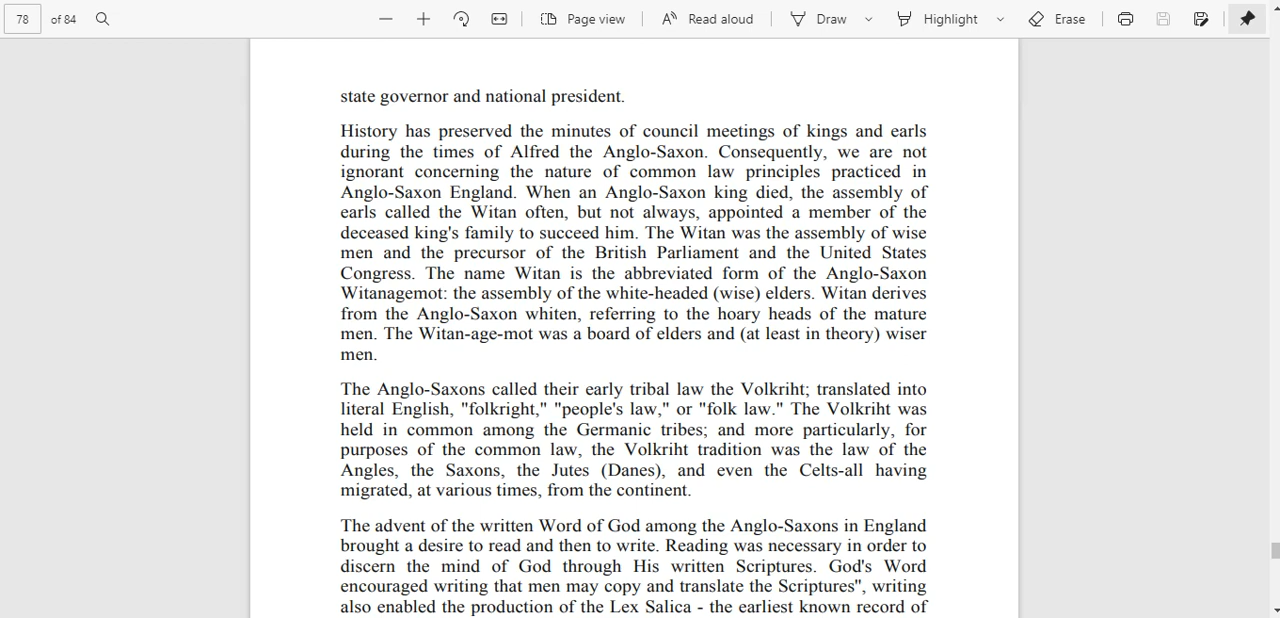 78 of 84 Page view Read aloud Draw Highlight Erase
state governor and national president.
History has preserved the minutes of council meetings of kings and earls
during the times of Alfred the Anglo-Saxon. Consequently, we are not
ignorant concerning the nature of common law principles practiced in
Anglo-Saxon England. When an Anglo-Saxon king died, the assembly of
earls called the Witan often, but not always, appointed a member of the
deceased king's family to succeed him. The Witan was the assembly of wise
men and the precursor of the British Parliament and the United States
Congress. The name Witan is the abbreviated form of the Anglo-Saxon
Witanagemot: the assembly of the white-headed (wise) elders. Witan derives
from the Anglo-Saxon whiten, referring to the hoary heads of the mature
men. The Witan-age-mot was a board of elders and (at least in theory) wiser
men.
The Anglo-Saxons called their early tribal law the Volkriht; translated into
literal English, "folkright," "people's law," or "folk law." The Volkriht was
held in common among the Germanic tribes; and more particularly, for
purposes of the common law, the Volkriht tradition was the law of the
Angles, the Saxons, the Jutes (Danes), and even the Celts-all having
migrated, at various times, from the continent.
The advent of the written Word of God among the Anglo-Saxons in England
brought a desire to read and then to write. Reading was necessary in order to
discern the mind of God through His written Scriptures. God's Word
encouraged writing that men may copy and translate the Scriptures", writing
also enabled the production of the Lex Salica - the earliest known record of